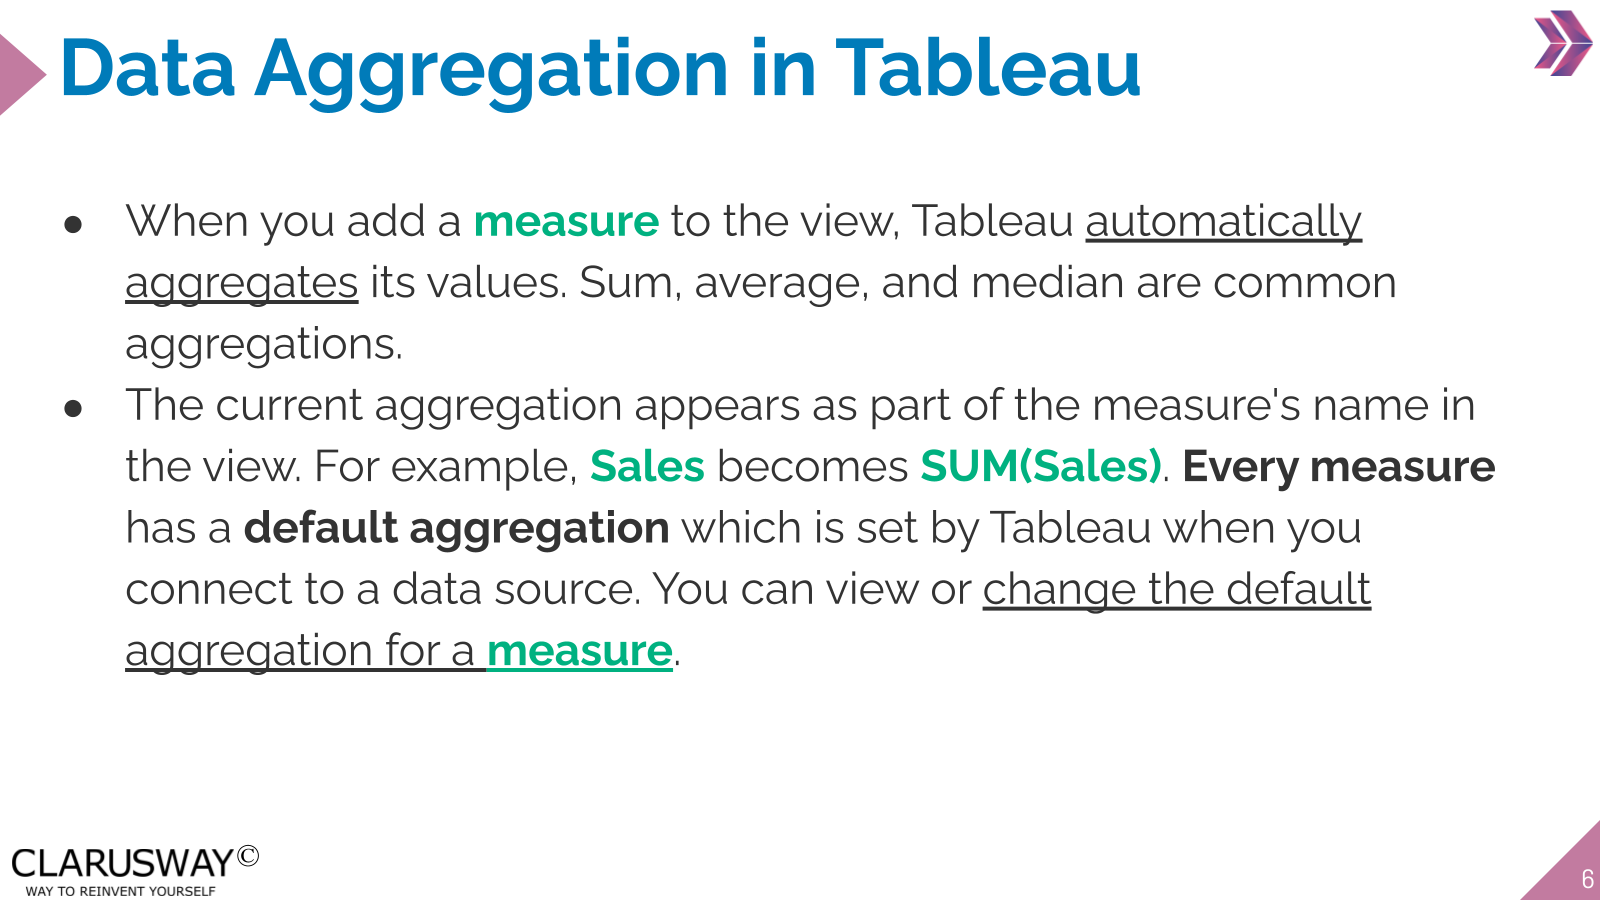 Data Aggregation in Tableau
● When you add a measure to the view, Tableau automatically
aggregates its values. Sum, average, and median are common
aggregations.
● The current aggregation appears as part of the measure's name in
the view. For example, Sales becomes SUM(Sales). Every measure
has a default aggregation which is set by Tableau when you
connect to a data source. You can view or change the default
aggregation for a measure.
CLARUSWAY©
WAY TO REINVENT YOURSELF
6